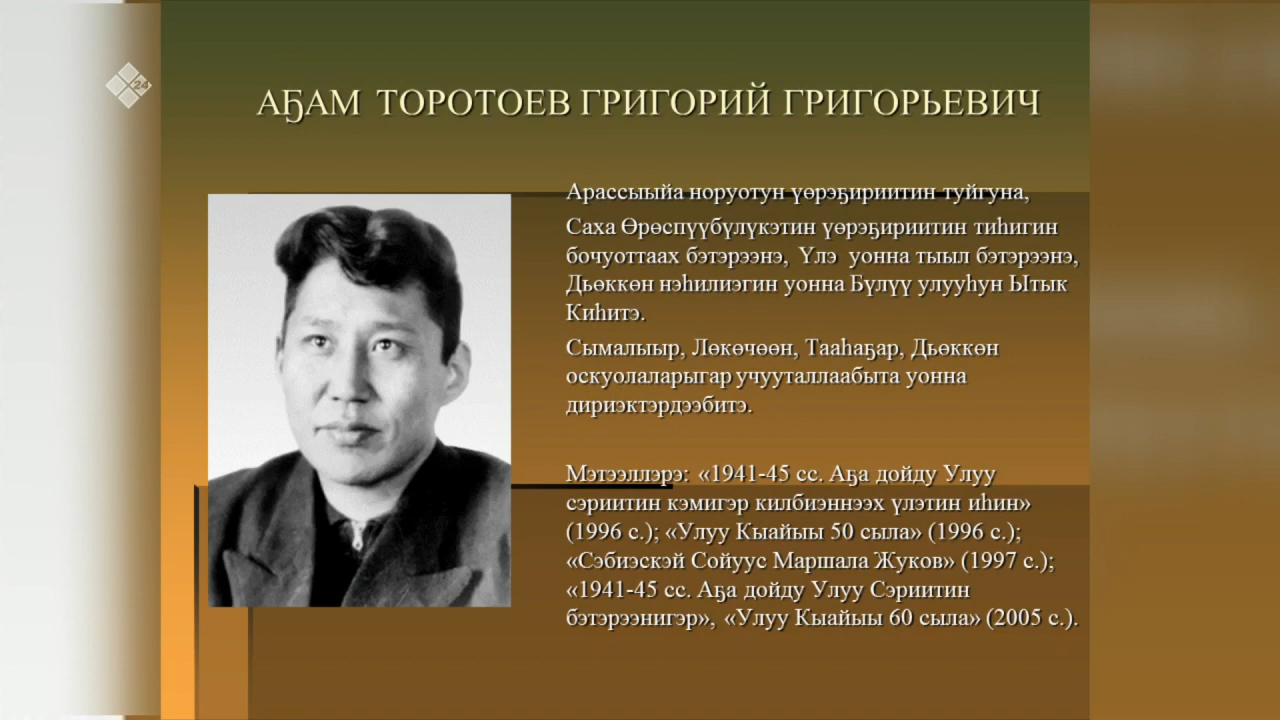 24
АҔАМ ТОРОТОЕВ ГРИГОРИЙ ГРИГОРЬЕВИЧ
Арассыыйа норуотун үөрэҕириитин туйгуна,
Саха Өрөспүүбүлүкэтин үөрэҕириитин тиһигин
бочуоттаах бэтэрээнэ, Үлэ уонна тыыл бэтэрээнэ,
Дьөккөн нэһилиэгин уонна Бүлүү улууһун Ытык
Киһитэ.
Сымалыыр, Лөкөчөөн, Тааһаҕар, Дьөккөн
оскуолаларыгар учууталлаабыта уонна
дириэктэрдээбитэ.
Мэтээллэрэ: «1941-45 сс. Аҕа дойду Улуу
сэриитин кэмигэр килбиэннээх үлэтин иһин»
(1996 с.); «Улуу Кыайыы 50 сыла» (1996 с.);
«Сэбиэскэй Сойуус Маршала Жуков» (1997 с.);
«1941-45 сс. Аҕа дойду Улуу Сэриитин
бэтэрээнигэр», «Улуу Кыайыы 60 сыла» (2005 с.).